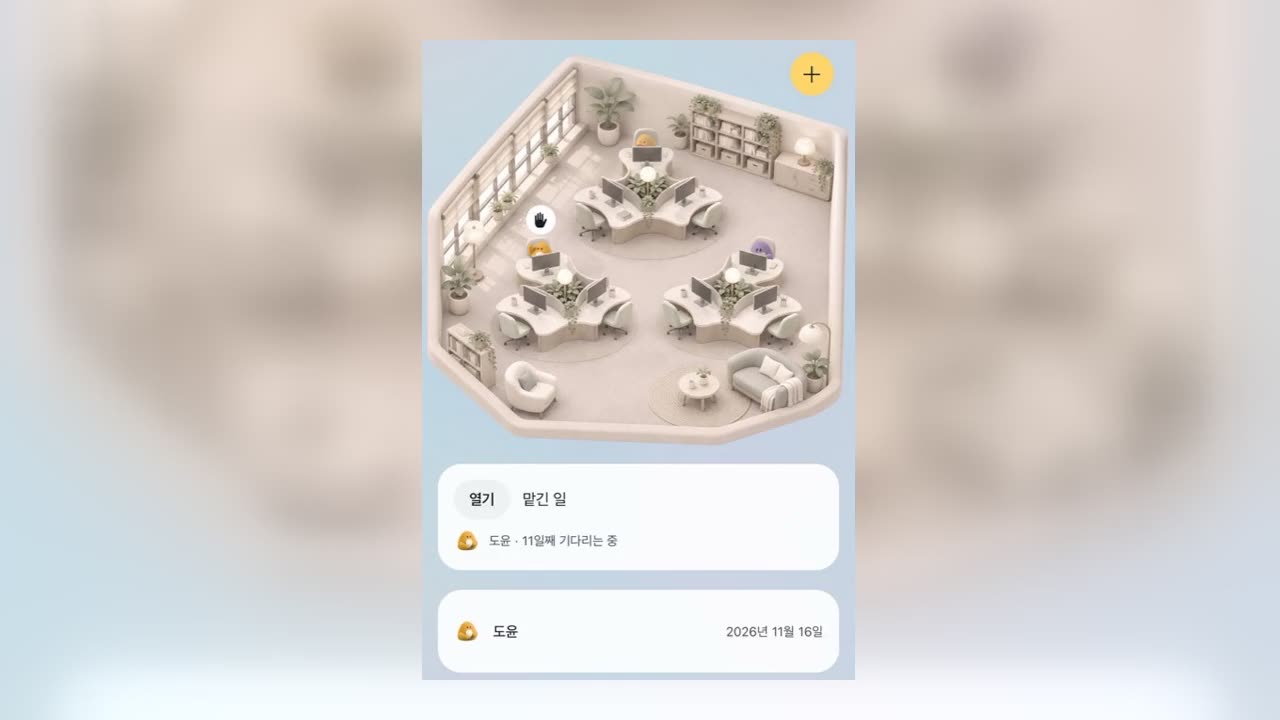 열기 맡긴 일
도윤 · 11일째 기다리는 중
도윤 2026년 11월 16일